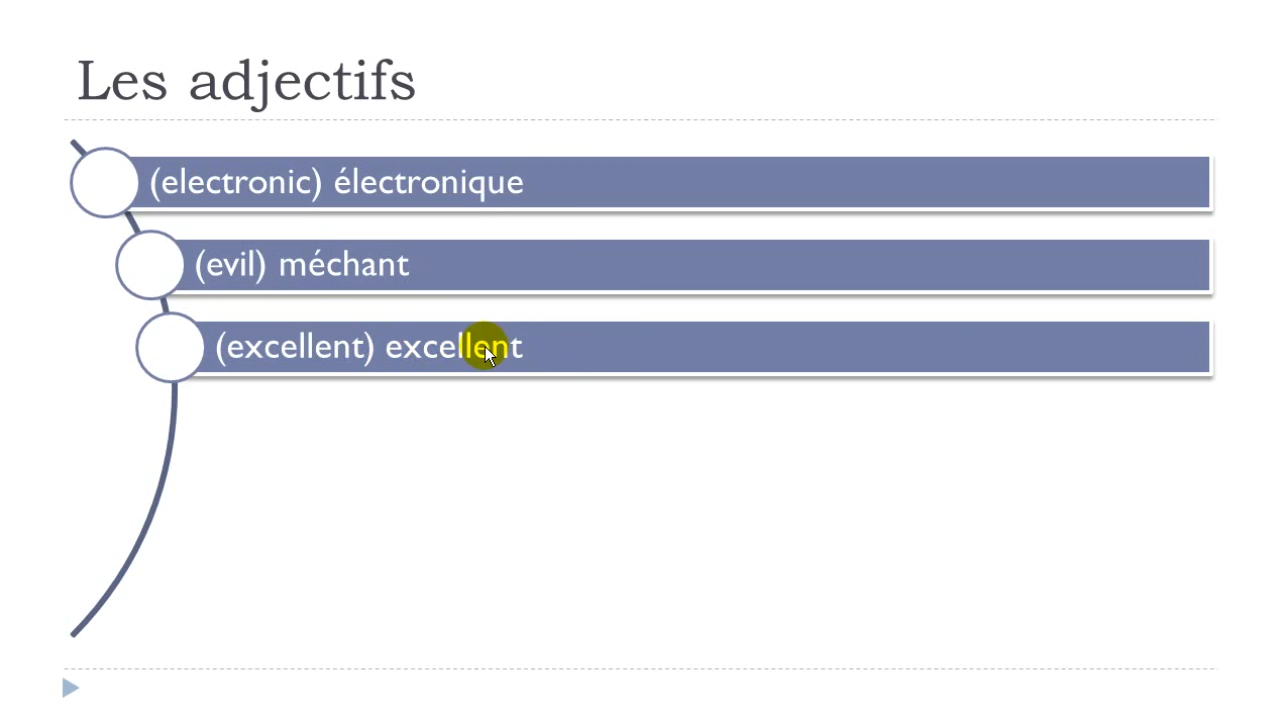 Les adjectifs
(electronic) électronique
(evil) méchant
(excellent) excellent